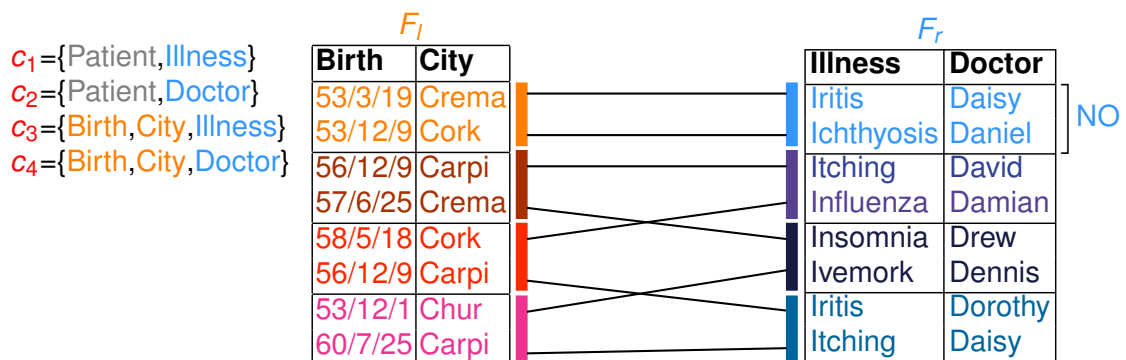 F_l F_r
c1={Patient,Illness}
c2={Patient,Doctor}
c3={Birth,City,Illness}
c4={Birth,City,Doctor}
Birth City
53/3/19 Crema
53/12/9 Cork
56/12/9 Carpi
57/6/25 Crema
58/5/18 Cork
56/12/9 Carpi
53/12/1 Chur
60/7/25 Carpi
Illness Doctor
Iritis Daisy
Ichthyosis Daniel
Itching David
Influenza Damian
Insomnia Drew
Ivemork Dennis
Iritis Dorothy
Itching Daisy
NO